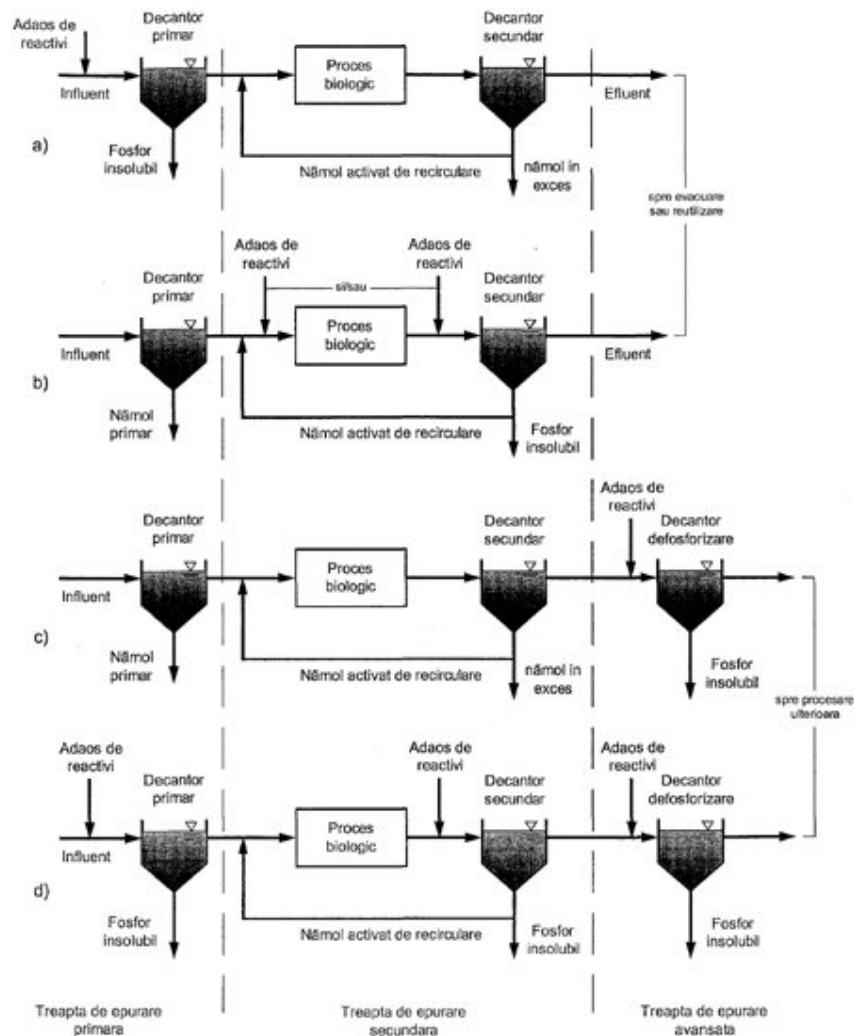 Adaos de
reactivi
Decantor
primar
Decantor
secundar
Proces
biologic
Influent
Efluent
a)
Fosfor
insolubil
Nămol activat de recirculare
nămol in
exces
spre evacuare
sau reutilizare
Adaos de
reactivi
Adaos de
reactivi
Decantor
primar
si/sau
Decantor
secundar
Proces
biologic
Influent
Efluent
b)
Nămol
primar
Nămol activat de recirculare
Fosfor
insolubil
Adaos de
reactivi
Decantor
primar
Decantor
secundar
Decantor
defosforizare
Proces
biologic
Influent
c)
Nămol
primar
Nămol activat de recirculare
nămol in
exces
Fosfor
insolubil
spre procesare
ulterioara
Adaos de
reactivi
Decantor
primar
Adaos de
reactivi
Decantor
secundar
Adaos de
reactivi
Decantor
defosforizare
Proces
biologic
Influent
d)
Fosfor
insolubil
Nămol activat de recirculare
Fosfor
insolubil
Fosfor
insolubil
Treapta de epurare
primara
Treapta de epurare
secundara
Treapta de epurare
avansata